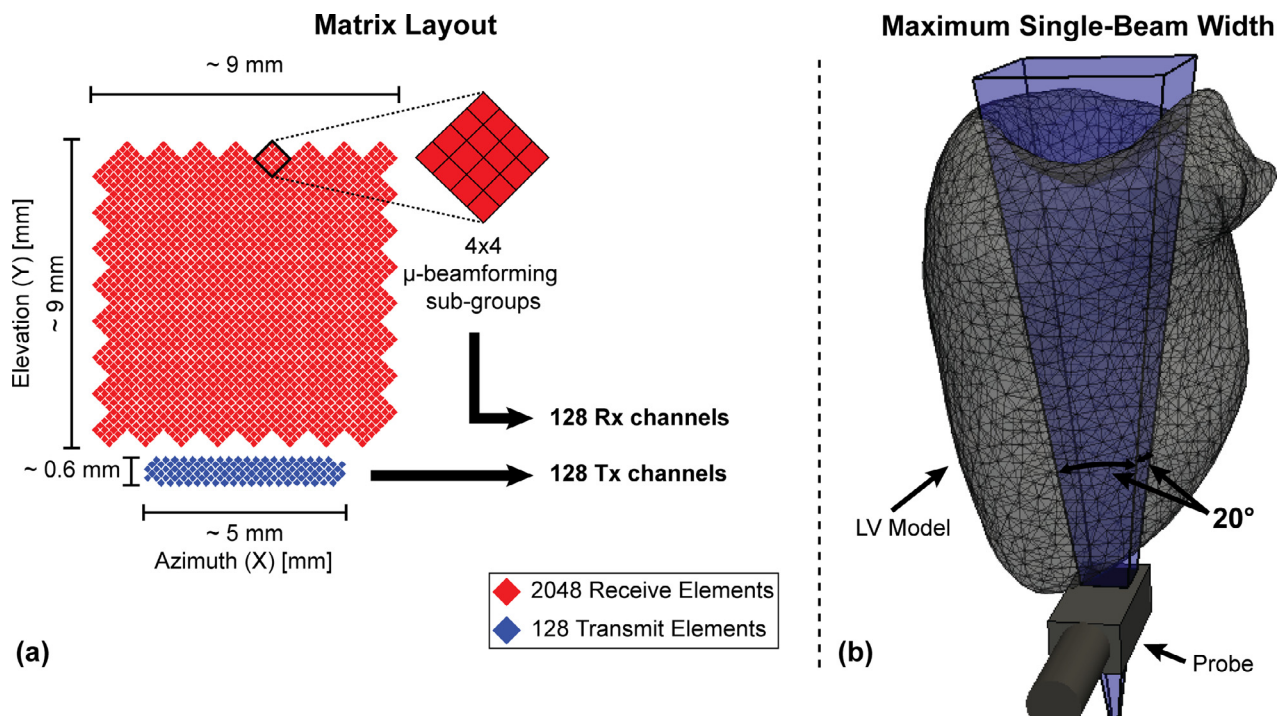 Matrix Layout
~ 9 mm
Elevation (Y) [mm]
~ 9 mm
4x4
µ-beamforming
sub-groups
128 Rx channels
128 Tx channels
~ 0.6 mm
~ 5 mm
Azimuth (X) [mm]
2048 Receive Elements
128 Transmit Elements
(a)
Maximum Single-Beam Width
LV Model
20°
Probe
(b)